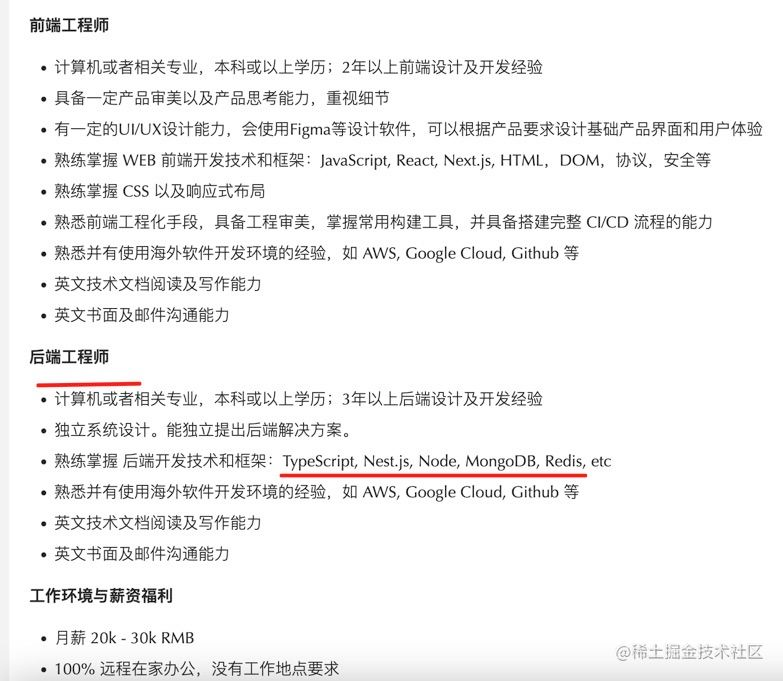 前端工程师
计算机或者相关专业，本科或以上学历；2年以上前端设计及开发经验
具备一定产品审美以及产品思考能力，重视细节
有一定的UI/UX设计能力，会使用Figma等设计软件，可以根据产品要求设计基础产品界面和用户体验
熟练掌握 WEB 前端开发技术和框架：JavaScript, React, Next.js, HTML，DOM，协议，安全等
熟练掌握 CSS 以及响应式布局
熟悉前端工程化手段，具备工程审美，掌握常用构建工具，并具备搭建完整 CI/CD 流程的能力
熟悉并有使用海外软件开发环境的经验，如 AWS, Google Cloud, Github 等
英文技术文档阅读及写作能力
英文书面及邮件沟通能力
后端工程师
计算机或者相关专业，本科或以上学历；3年以上后端设计及开发经验
独立系统设计。能独立提出后端解决方案。
熟练掌握 后端开发技术和框架：TypeScript, Nest.js, Node, MongoDB, Redis, etc
熟悉并有使用海外软件开发环境的经验，如 AWS, Google Cloud, Github 等
英文技术文档阅读及写作能力
英文书面及邮件沟通能力
工作环境与薪资福利
月薪 20k - 30k RMB
100% 远程在家办公，没有工作地点要求
@稀土掘金技术社区